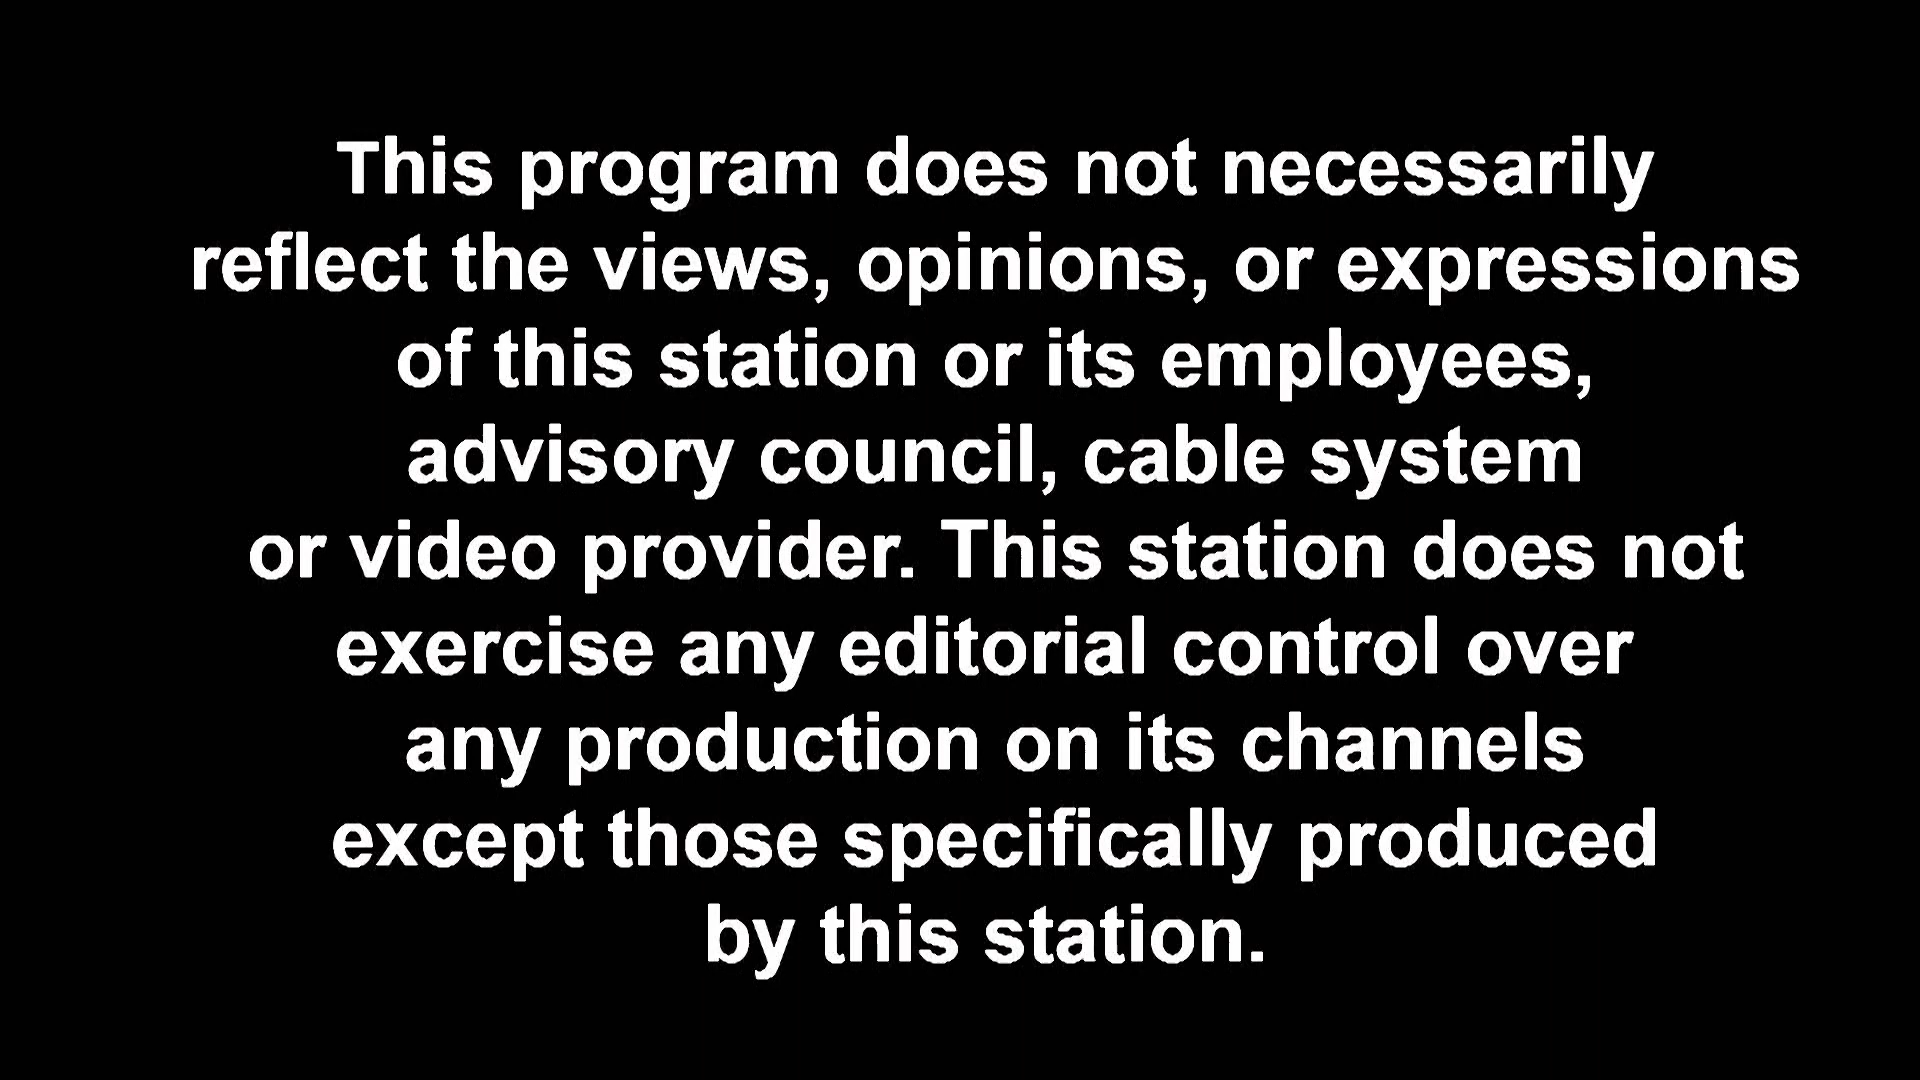 This program does not necessarily
reflect the views, opinions, or expressions
of this station or its employees,
advisory council, cable system
or video provider. This station does not
exercise any editorial control over
any production on its channels
except those specifically produced
by this station.